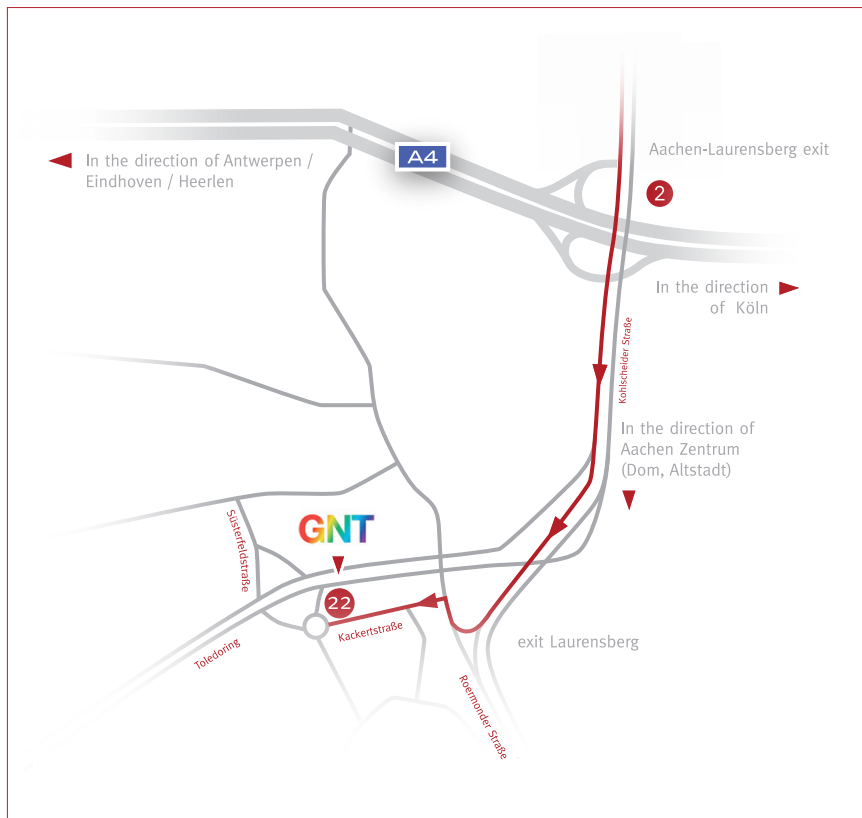 A4
In the direction of Antwerpen /
Eindhoven / Heerlen
Aachen-Laurensberg exit
2
In the direction
of Köln
Kohlscheider Straße
In the direction of
Aachen Zentrum
(Dom, Altstadt)
Süsterfeldstraße
GNT
22
Kackertstraße
exit Laurensberg
Toledoring
Roermonder Straße